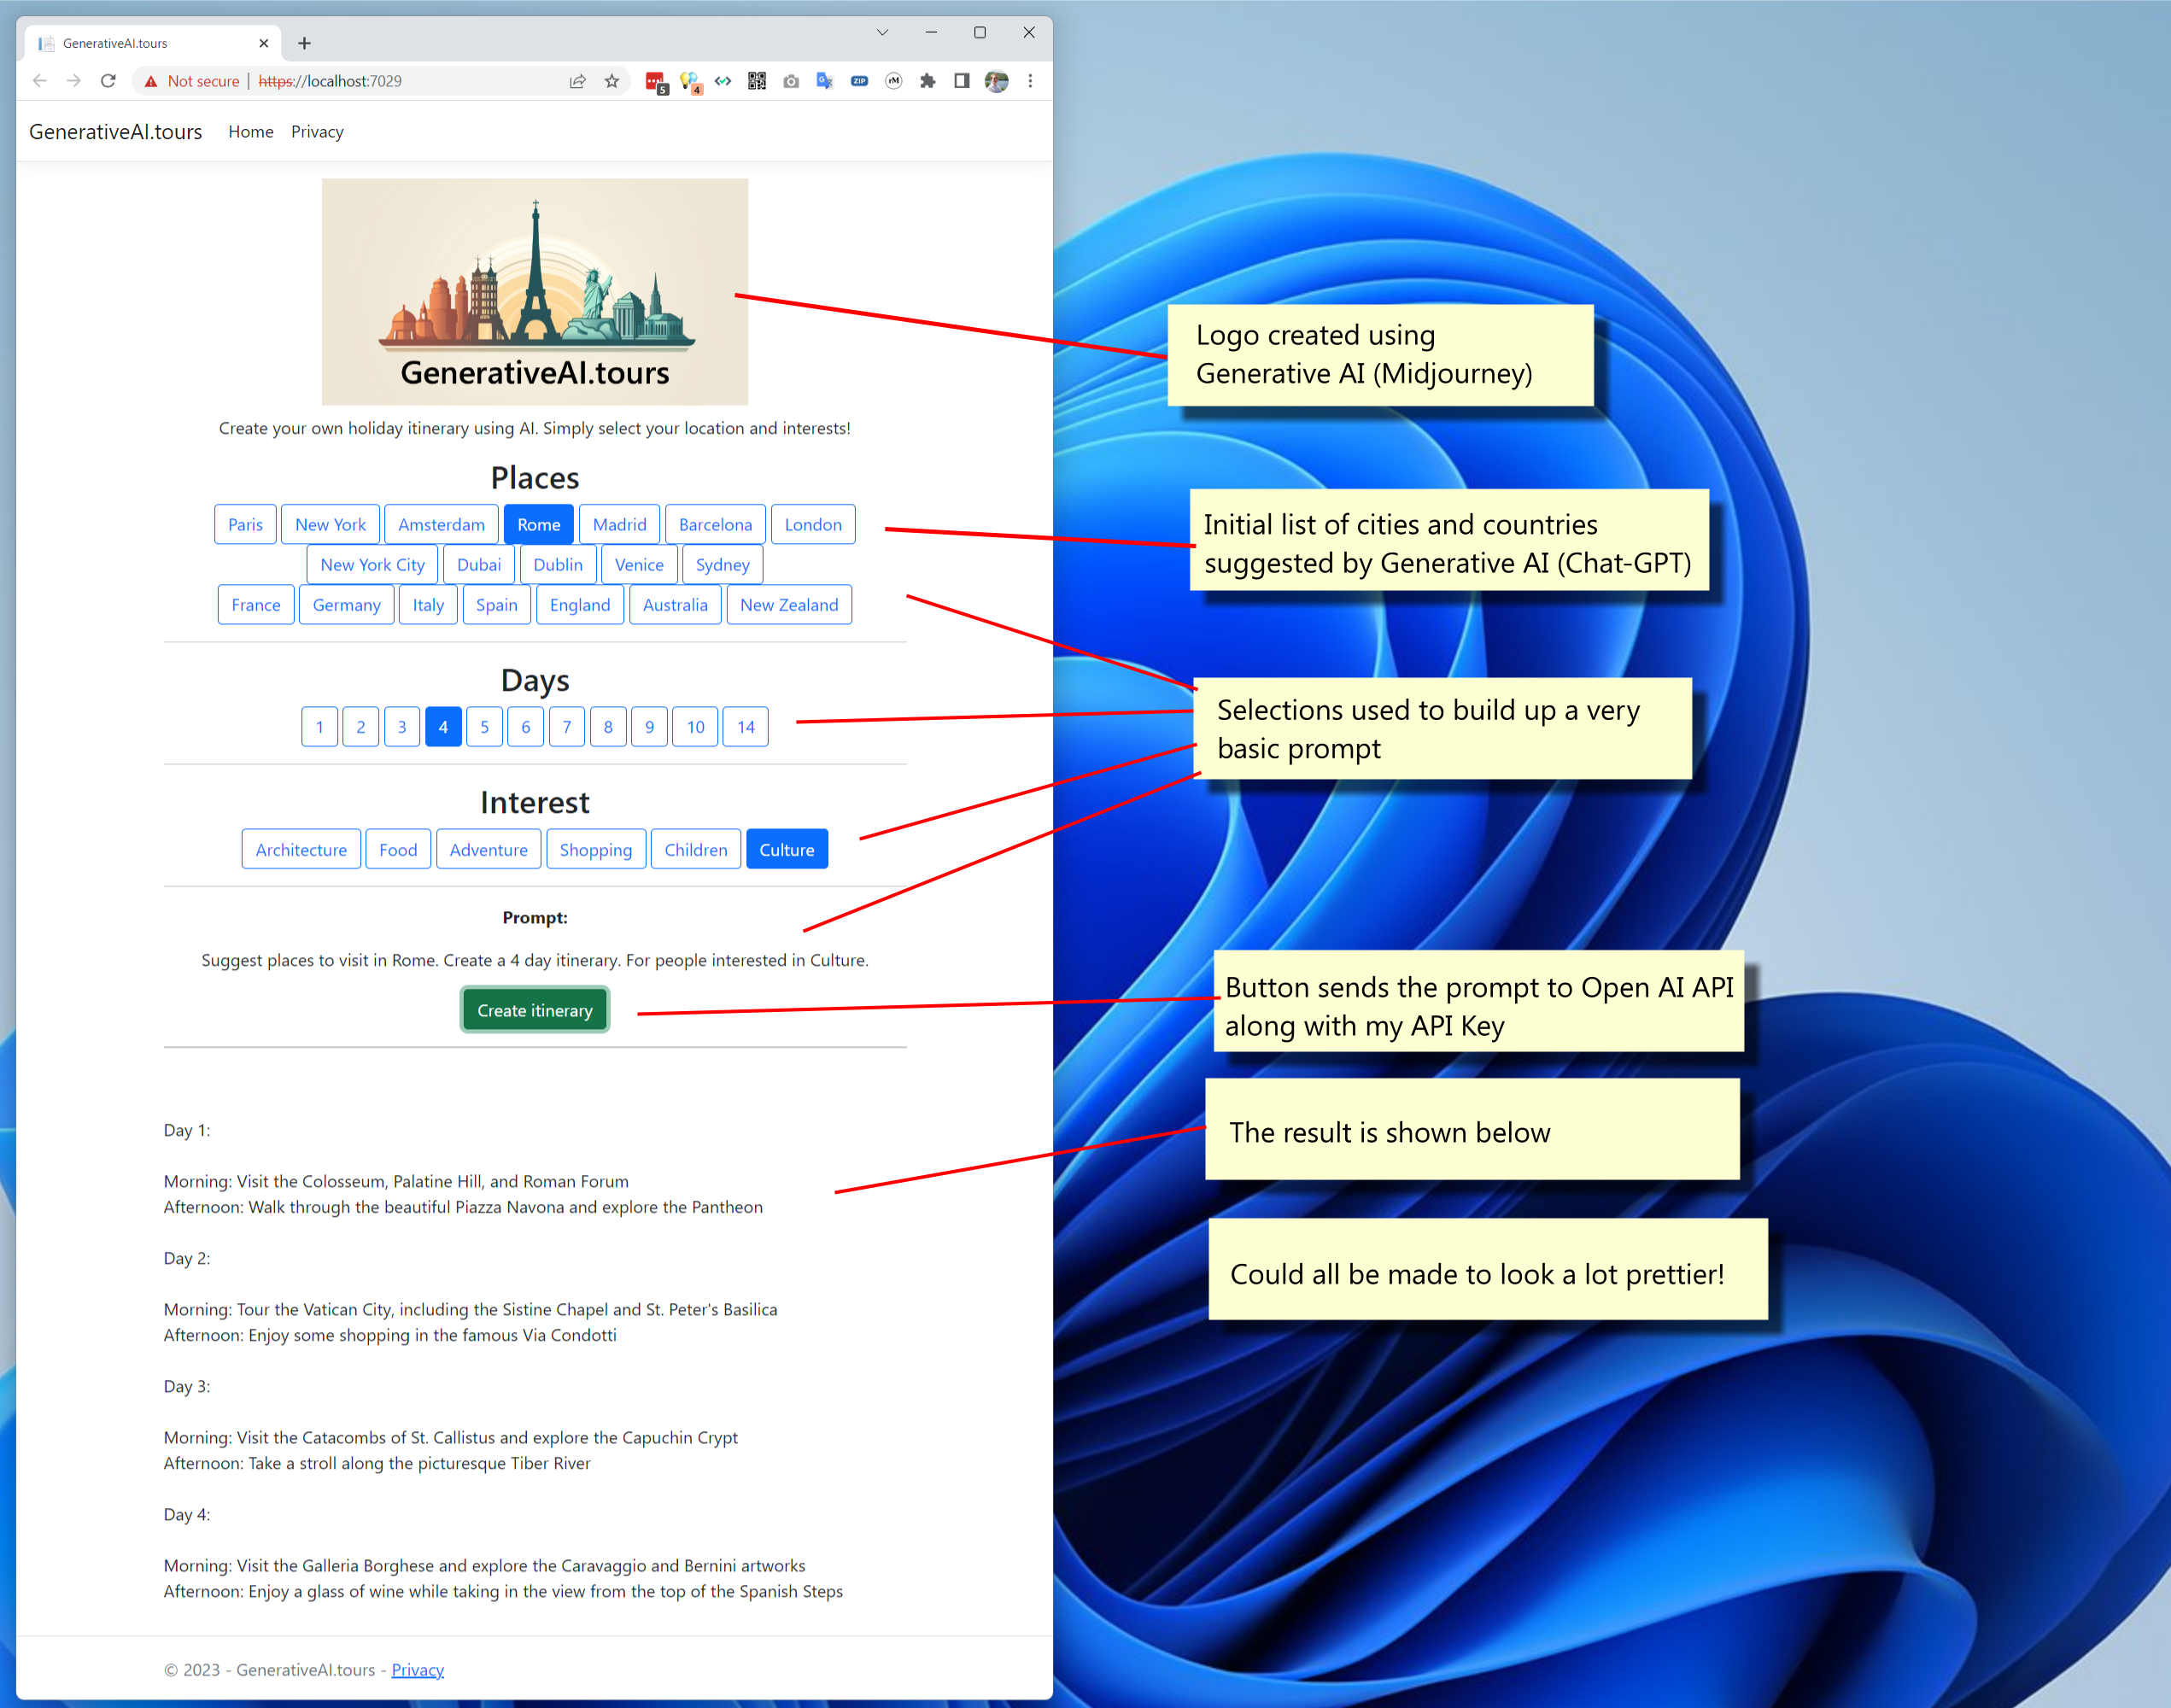 GenerativeAI.tours
Not secure | https://localhost:7029
5
4
ZIP
rM
GenerativeAI.tours Home Privacy
GenerativeAI.tours
Create your own holiday itinerary using AI. Simply select your location and interests!
Places
Paris New York Amsterdam Rome Madrid Barcelona London
New York City Dubai Dublin Venice Sydney
France Germany Italy Spain England Australia New Zealand
Days
1 2 3 4 5 6 7 8 9 10 14
Interest
Architecture Food Adventure Shopping Children Culture
Prompt:
Suggest places to visit in Rome. Create a 4 day itinerary. For people interested in Culture.
Create itinerary
Day 1:
Morning: Visit the Colosseum, Palatine Hill, and Roman Forum
Afternoon: Walk through the beautiful Piazza Navona and explore the Pantheon
Day 2:
Morning: Tour the Vatican City, including the Sistine Chapel and St. Peter's Basilica
Afternoon: Enjoy some shopping in the famous Via Condotti
Day 3:
Morning: Visit the Catacombs of St. Callistus and explore the Capuchin Crypt
Afternoon: Take a stroll along the picturesque Tiber River
Day 4:
Morning: Visit the Galleria Borghese and explore the Caravaggio and Bernini artworks
Afternoon: Enjoy a glass of wine while taking in the view from the top of the Spanish Steps
© 2023 - GenerativeAI.tours - Privacy
Logo created using
Generative AI (Midjourney)
Initial list of cities and countries
suggested by Generative AI (Chat-GPT)
Selections used to build up a very
basic prompt
Button sends the prompt to Open AI API
along with my API Key
The result is shown below
Could all be made to look a lot prettier!